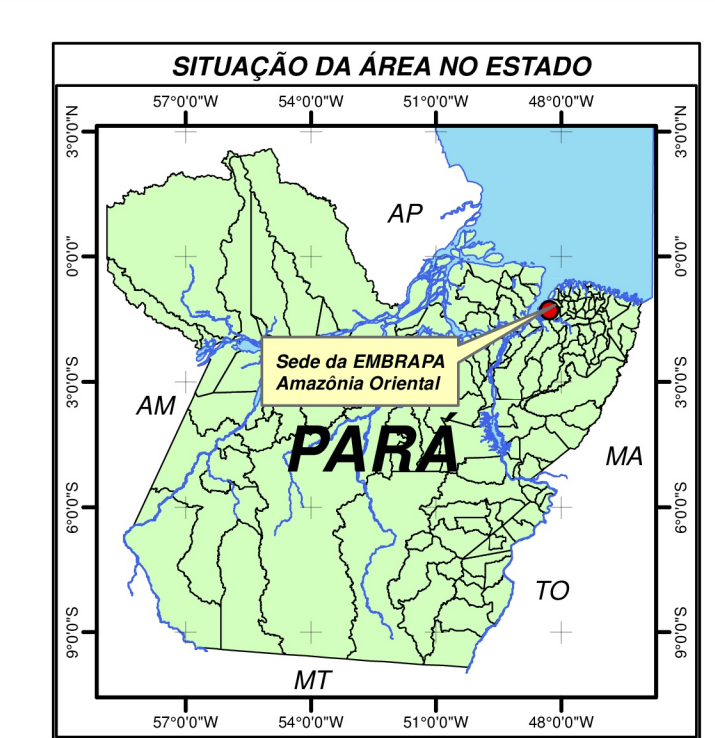 SITUAÇÃO DA ÁREA NO ESTADO
57°0'0"W 54°0'0"W 51°0'0"W 48°0'0"W
3°0'0"N 3°0'0"N
AP
0°0'0" 0°0'0"
Sede da EMBRAPA
Amazônia Oriental
3°0'0"S 3°0'0"S
AM
PARÁ
MA
6°0'0"S 6°0'0"S
TO
9°0'0"S 9°0'0"S
MT
57°0'0"W 54°0'0"W 51°0'0"W 48°0'0"W